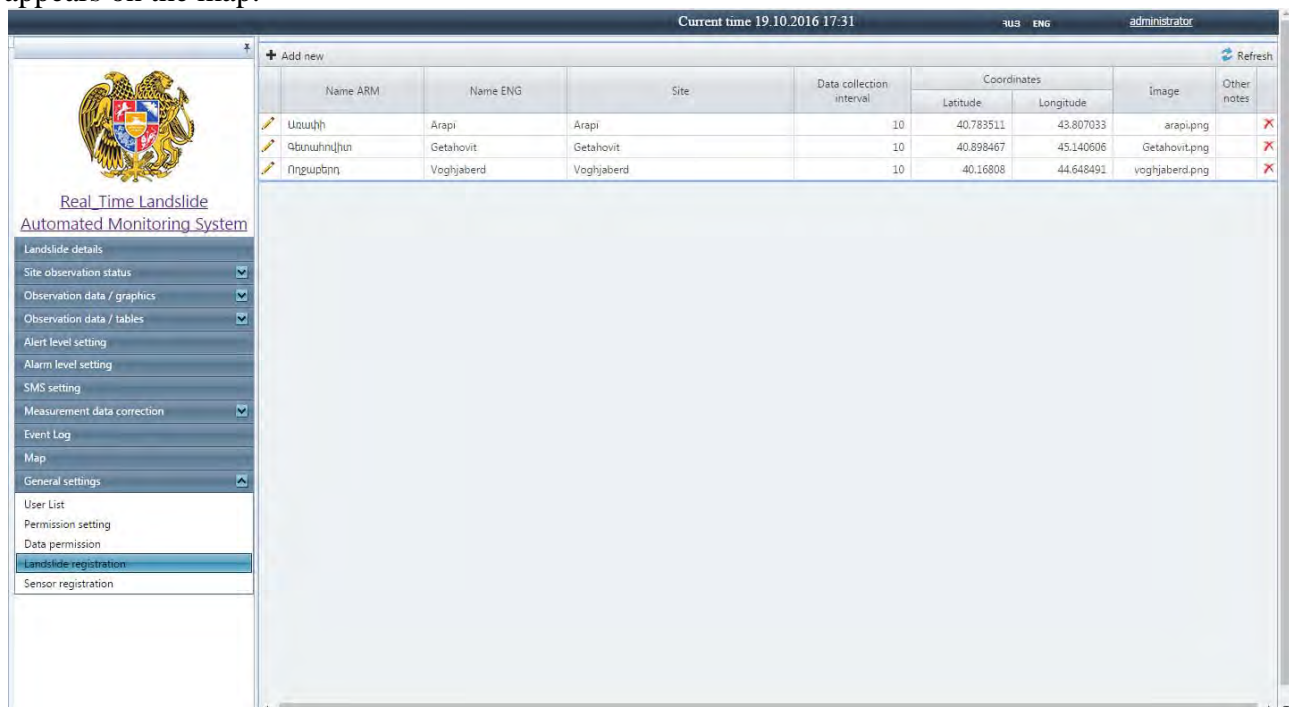 appears on the map.
Current time 19.10.2016 17:31 ՀԱՅ ENG administrator
Add new Refresh
Name ARM Name ENG Site Data collection interval Coordinates Image Other notes
Latitude Longitude
Առափի Arapi Arapi 10 40.783511 43.807033 arapi.png
Գետահովիտ Getahovit Getahovit 10 40.898467 45.140606 Getahovit.png
Ողջաբերդ Voghjaberd Voghjaberd 10 40.16808 44.648491 voghjaberd.png
Real_Time Landslide
Automated Monitoring System
Landslide details
Site observation status
Observation data / graphics
Observation data / tables
Alert level setting
Alarm level setting
SMS setting
Measurement data correction
Event Log
Map
General settings
User List
Permission setting
Data permission
Landslide registration
Sensor registration